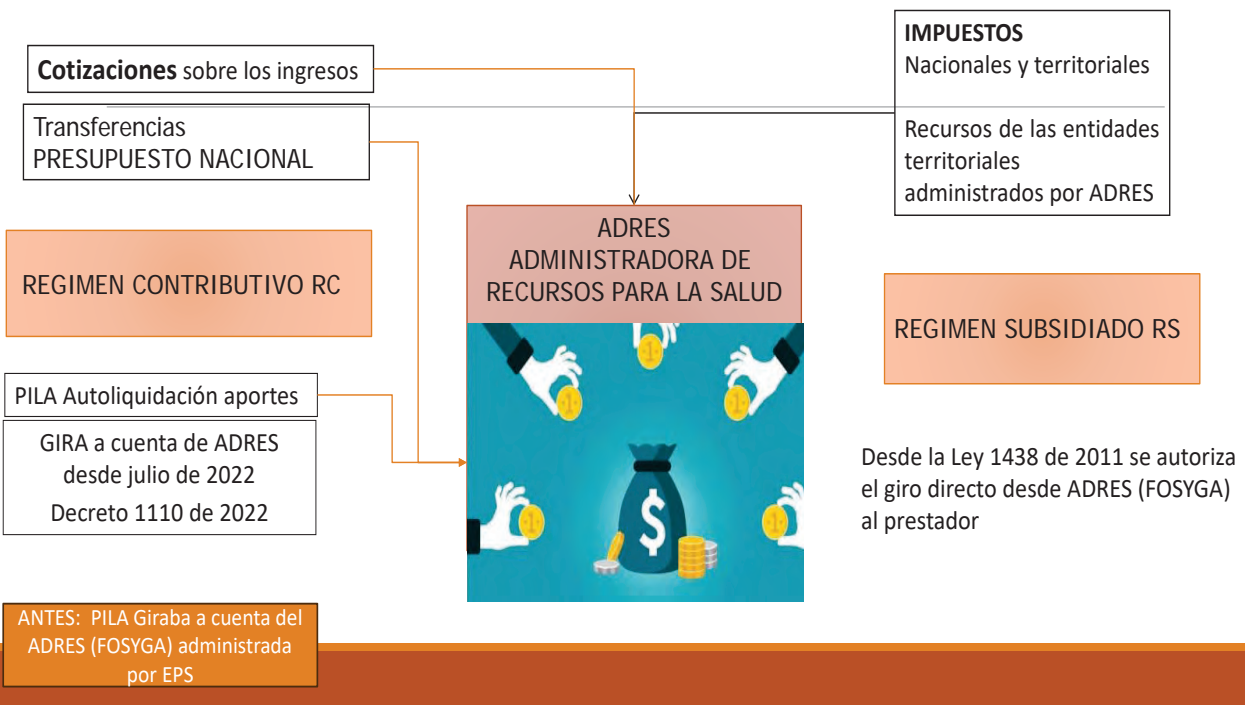 Cotizaciones sobre los ingresos
Transferencias
PRESUPUESTO NACIONAL
IMPUESTOS
Nacionales y territoriales
Recursos de las entidades
territoriales
administrados por ADRES
ADRES
ADMINISTRADORA DE
RECURSOS PARA LA SALUD
REGIMEN CONTRIBUTIVO RC
REGIMEN SUBSIDIADO RS
PILA Autoliquidación aportes
GIRA a cuenta de ADRES
desde julio de 2022
Decreto 1110 de 2022
Desde la Ley 1438 de 2011 se autoriza
el giro directo desde ADRES (FOSYGA)
al prestador
ANTES: PILA Giraba a cuenta del
ADRES (FOSYGA) administrada
por EPS
$